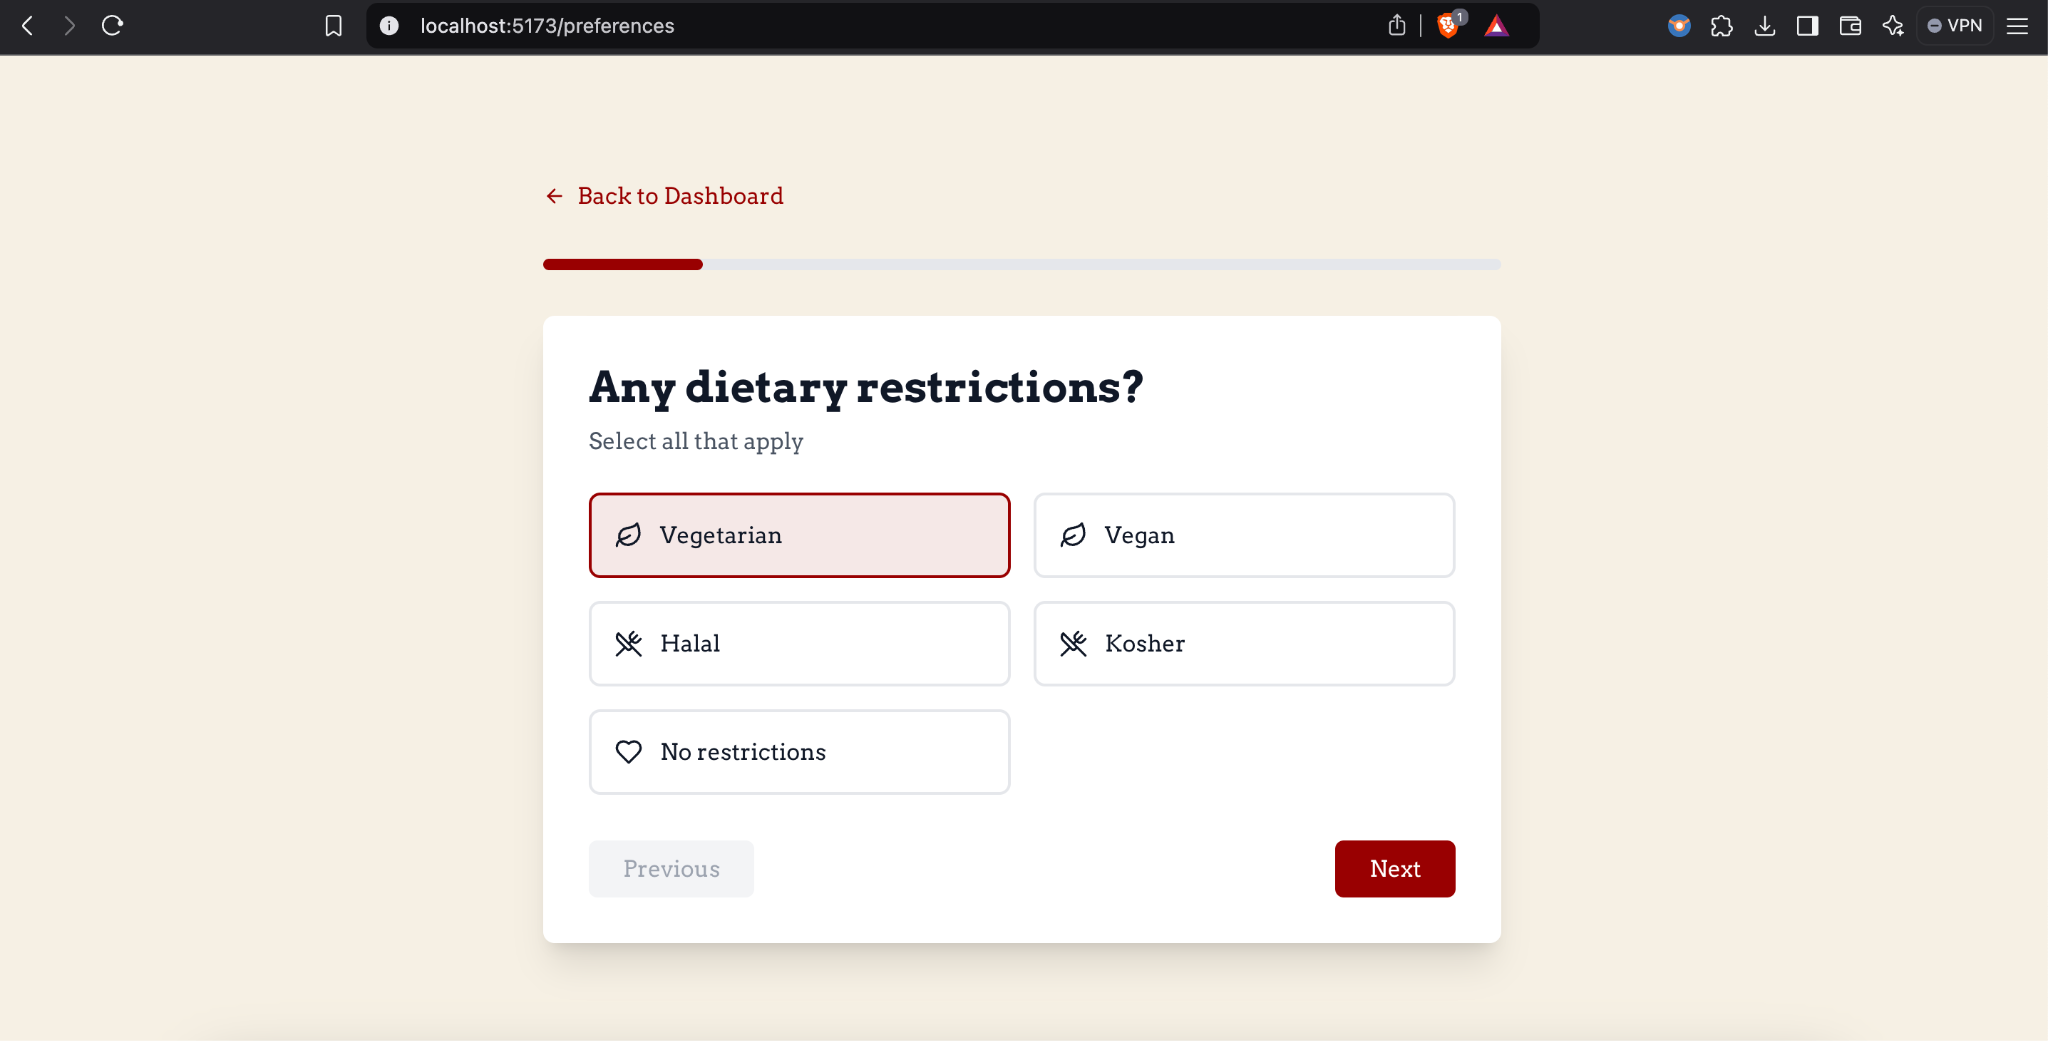 localhost:5173/preferences
1
VPN
Back to Dashboard
Any dietary restrictions?
Select all that apply
Vegetarian
Vegan
Halal
Kosher
No restrictions
Previous
Next